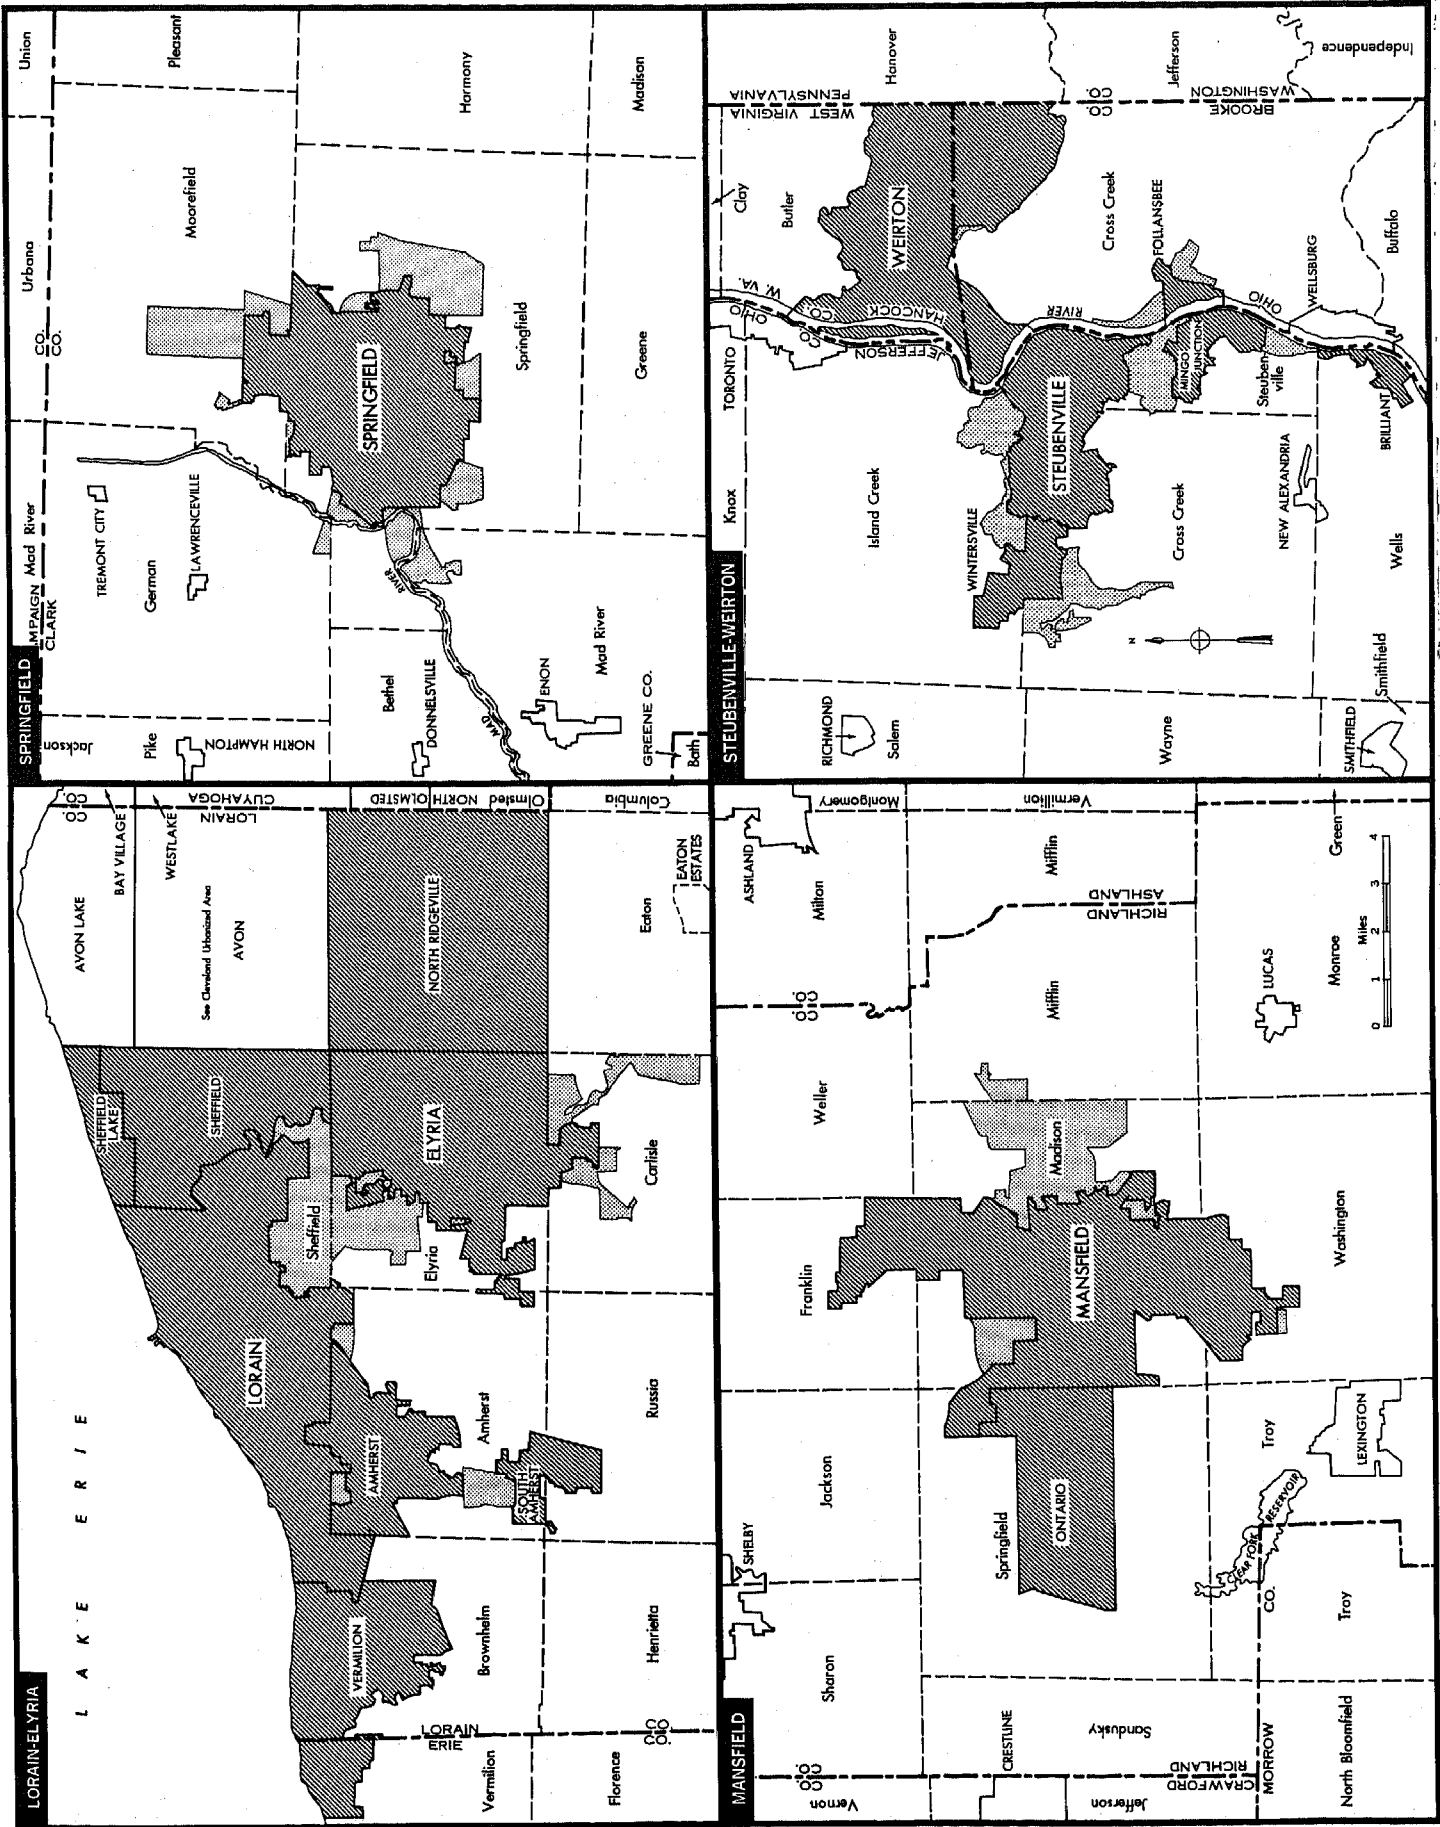 LORAIN-ELYRIA
LAKE ERIE
AVON LAKE
BAY VILLAGE
WESTLAKE
CO.
CO.
LORAIN
CUYAHOGA
See Cleveland Urbanized Area
AVON
SHEFFIELD
LAKE
SHEFFIELD
Sheffield
LORAIN
NORTH OLMSTED
Olmsted
NORTH RIDGEVILLE
ELYRIA
Elyria
AMHERST
Amherst
SOUTH
AMHERST
VERMILION
Brownhelm
LORAIN
ERIE
Vermilion
CO.
CO.
Florence
Henrietta
Russia
Carlisle
Eaton
EATON
ESTATES
Columbia
SPRINGFIELD
MPAIGN
CLARK
Mad River
Urbana
Union
CO.
CO.
Jackson
Pike
NORTH HAMPTON
TREMONT CITY
German
LAWRENCEVILLE
Moorefield
Pleasant
SPRINGFIELD
Harmony
Bethel
DONNELSVILLE
MAD
RIVER
ENON
Mad River
Springfield
Greene
Madison
GREENE CO.
Bath
MANSFIELD
Vernon
CO.
CO.
Sharon
SHELBY
Jackson
Franklin
Weller
CO.
CO.
Milton
ASHLAND
Montgomery
CRESTLINE
Jefferson
Sandusky
CRAWFORD
RICHLAND
Springfield
ONTARIO
MANSFIELD
Madison
Mifflin
RICHLAND
ASHLAND
Mifflin
Vermillion
MORROW
CO.
North Bloomfield
Troy
CLEAR FORK
RESERVOIR
Troy
LEXINGTON
Washington
LUCAS
Monroe
Green
Miles
0 1 2 3 4
STEUBENVILLE-WEIRTON
Knox
TORONTO
OHIO
W. VA.
Clay
WEST VIRGINIA
PENNSYLVANIA
RICHMOND
Salem
Island Creek
JEFFERSON
CO.
CO.
HANCOCK
Butler
WEIRTON
Hanover
WINTERSVILLE
STEUBENVILLE
RIVER
Cross Creek
CO.
CO.
BROOKE
WASHINGTON
Jefferson
N
Wayne
Cross Creek
MINGO
JUNCTION
FOLLANSBEE
Steuben-
ville
OHIO
NEW ALEXANDRIA
WELLSBURG
Independence
SMITHFIELD
Smithfield
Wells
BRILLIANT
Buffalo